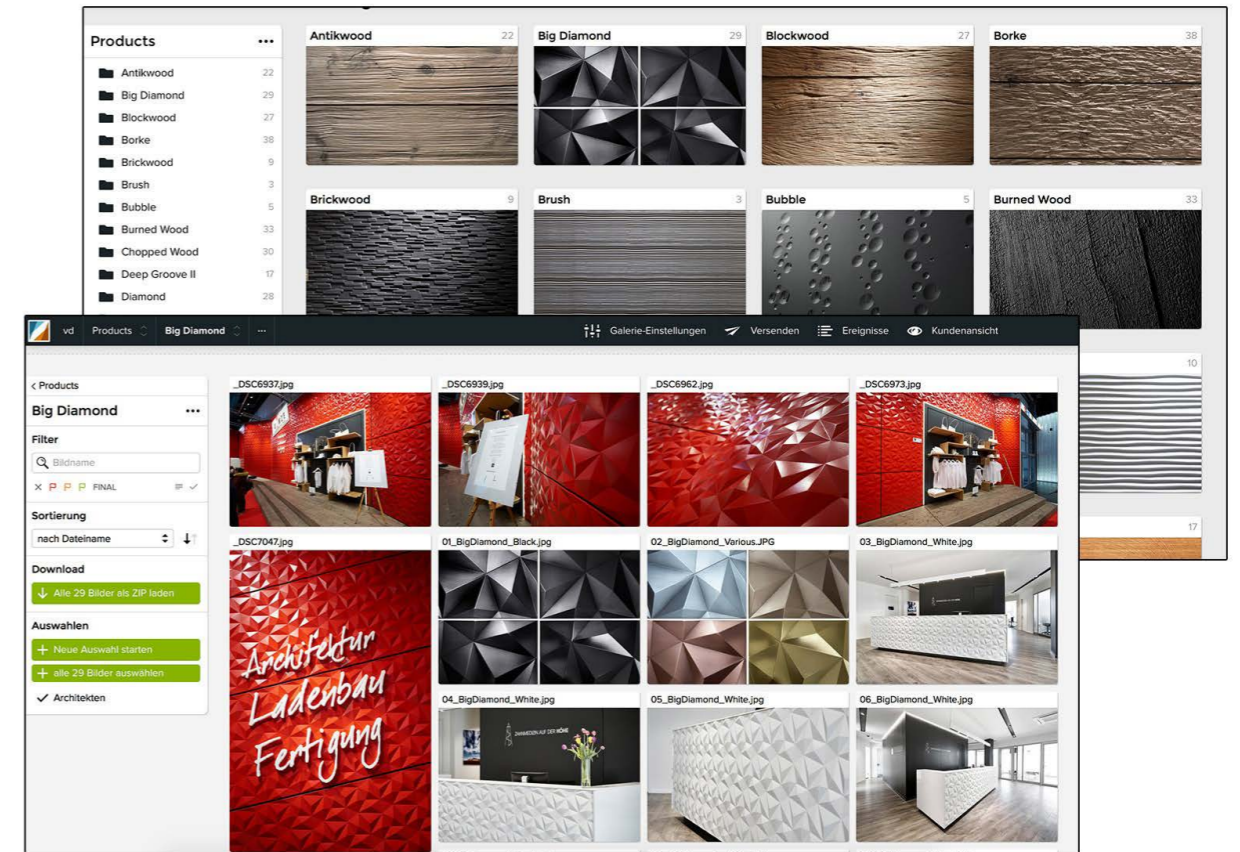 Products ...
Antikwood 22
Big Diamond 29
Blockwood 27
Borke 38
Brickwood 9
Brush 3
Bubble 5
Burned Wood 33
Chopped Wood 30
Deep Groove II 17
Diamond 28
Antikwood 22
Big Diamond 29
Blockwood 27
Borke 38
Brickwood 9
Brush 3
Bubble 5
Burned Wood 33
10
17
vd Products Big Diamond ...
Galerie-Einstellungen Versenden Ereignisse Kundenansicht
< Products
Big Diamond ...
Filter
Bildname
FINAL
Sortierung
nach Dateiname
Download
Alle 29 Bilder als ZIP laden
Auswahlen
+ Neue Auswahl starten
+ alle 29 Bilder auswählen
Architekten
_DSC6937.jpg
_DSC6939.jpg
_DSC6962.jpg
_DSC6973.jpg
_DSC7047.jpg
Architektur
Ladenbau
Fertigung
01_BigDiamond_Black.jpg
02_BigDiamond_Various.JPG
03_BigDiamond_White.jpg
04_BigDiamond_White.jpg
05_BigDiamond_White.jpg
06_BigDiamond_White.jpg